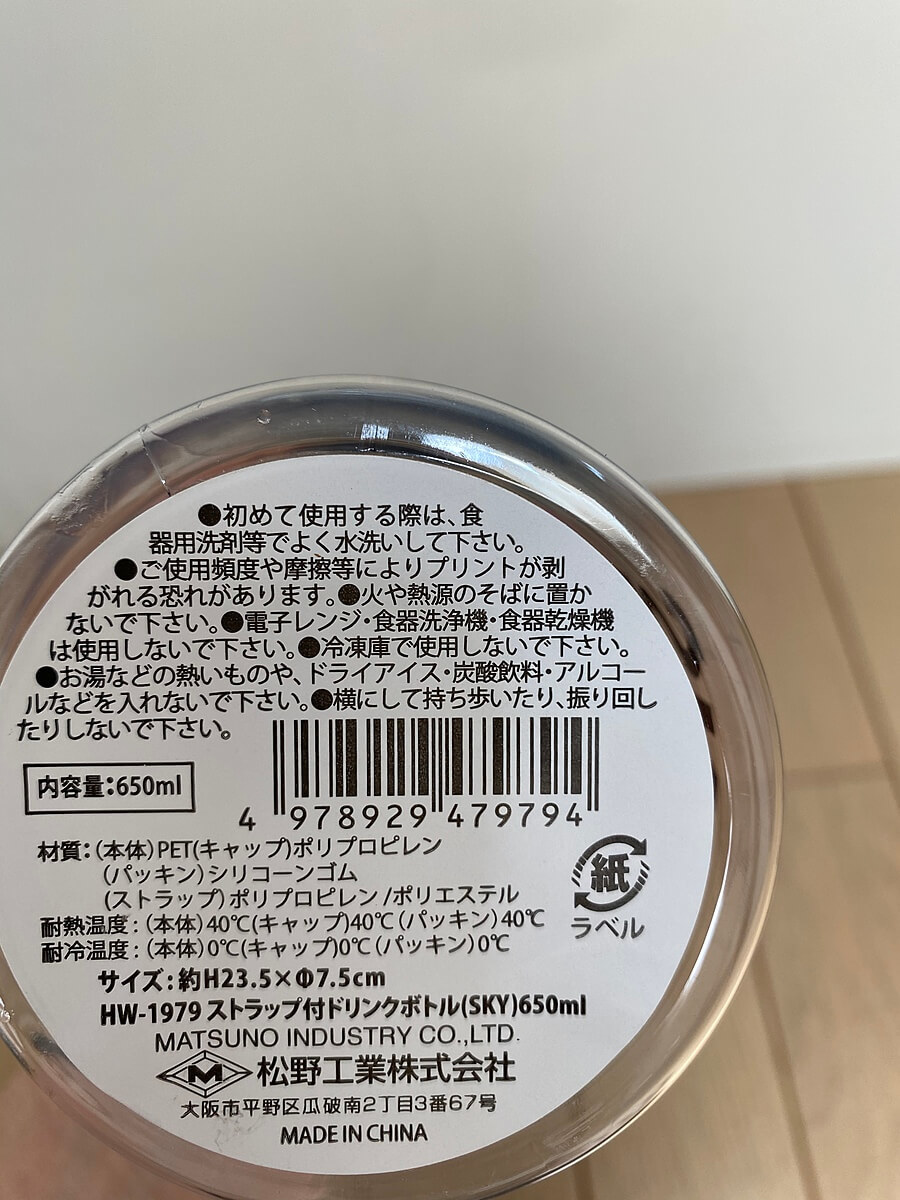 ●初めて使用する際は、食
器用洗剤等でよく水洗いして下さい。
●ご使用頻度や摩擦等によりプリントが剥
がれる恐れがあります。●火や熱源のそばに置か
ないで下さい。●電子レンジ・食器洗浄機・食器乾燥機
は使用しないで下さい。●冷凍庫で使用しないで下さい。
●お湯などの熱いものや、ドライアイス・炭酸飲料・アルコー
ルなどを入れないで下さい。●横にして持ち歩いたり、振り回し
たりしないで下さい。
内容量:650ml
4 978929 479794
材質:(本体)PET(キャップ)ポリプロピレン
(パッキン)シリコーンゴム
(ストラップ)ポリプロピレン/ポリエステル
耐熱温度:(本体)40℃(キャップ)40℃(パッキン)40℃
耐冷温度:(本体)0℃(キャップ)0℃(パッキン)0℃
紙
ラベル
サイズ:約H23.5×Φ7.5cm
HW-1979 ストラップ付ドリンクボトル(SKY)650ml
MATSUNO INDUSTRY CO.,LTD.
M 松野工業株式会社
大阪市平野区瓜破南2丁目3番67号
MADE IN CHINA